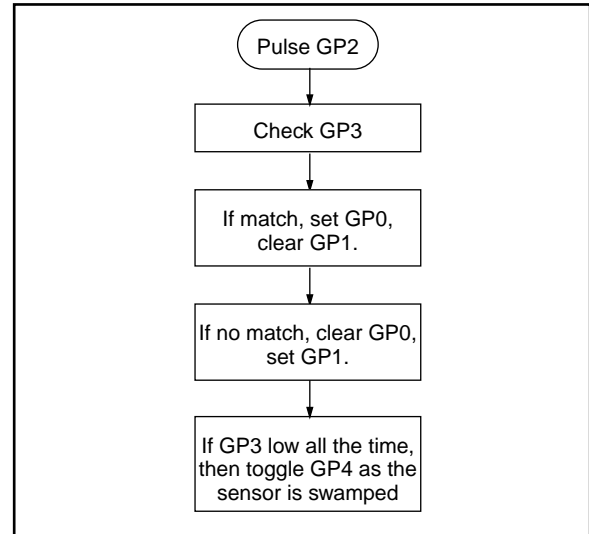 Pulse GP2
Check GP3
If match, set GP0,
clear GP1.
If no match, clear GP0,
set GP1.
If GP3 low all the time,
then toggle GP4 as the
sensor is swamped